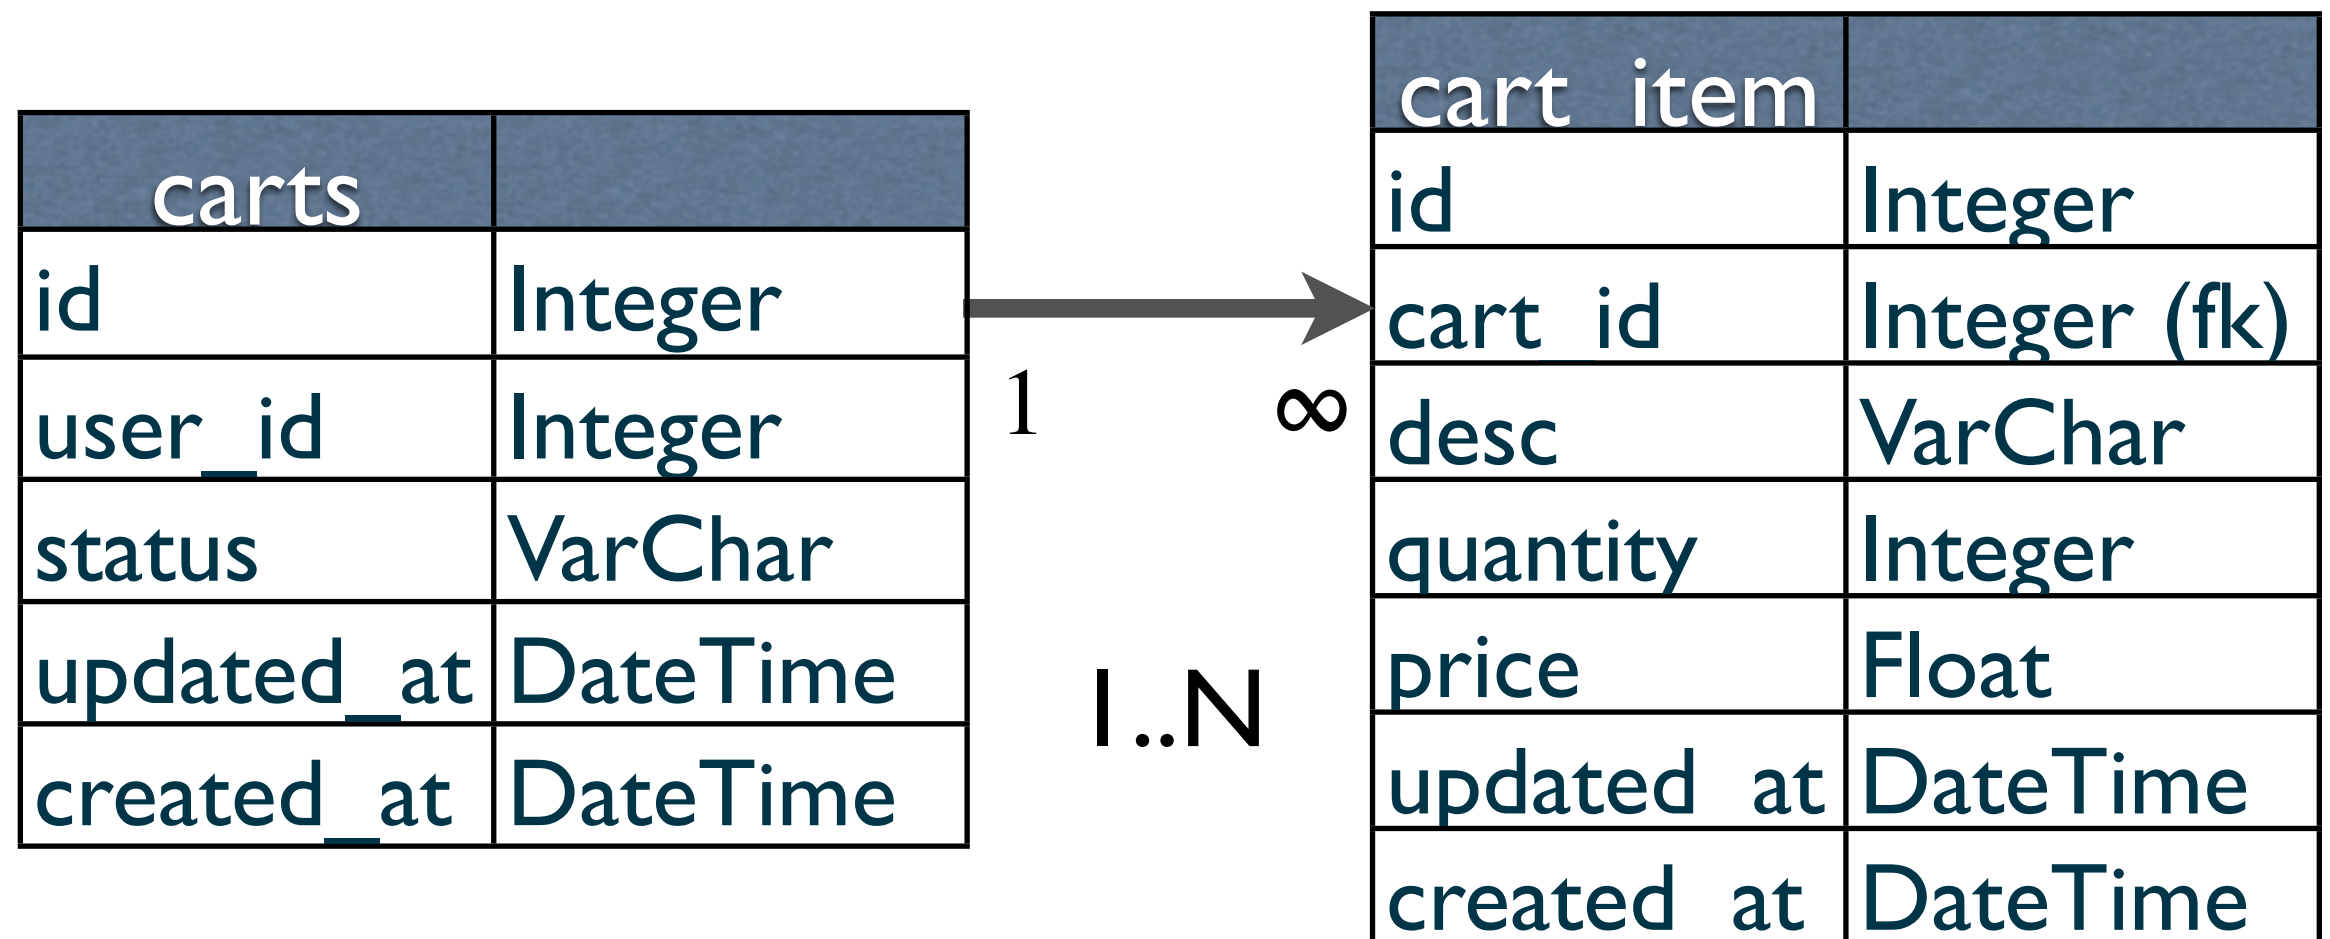 carts
id Integer
user_id Integer
status VarChar
updated_at DateTime
created_at DateTime
1 ∞
1..N
cart_item
id Integer
cart_id Integer (fk)
desc VarChar
quantity Integer
price Float
updated_at DateTime
created_at DateTime